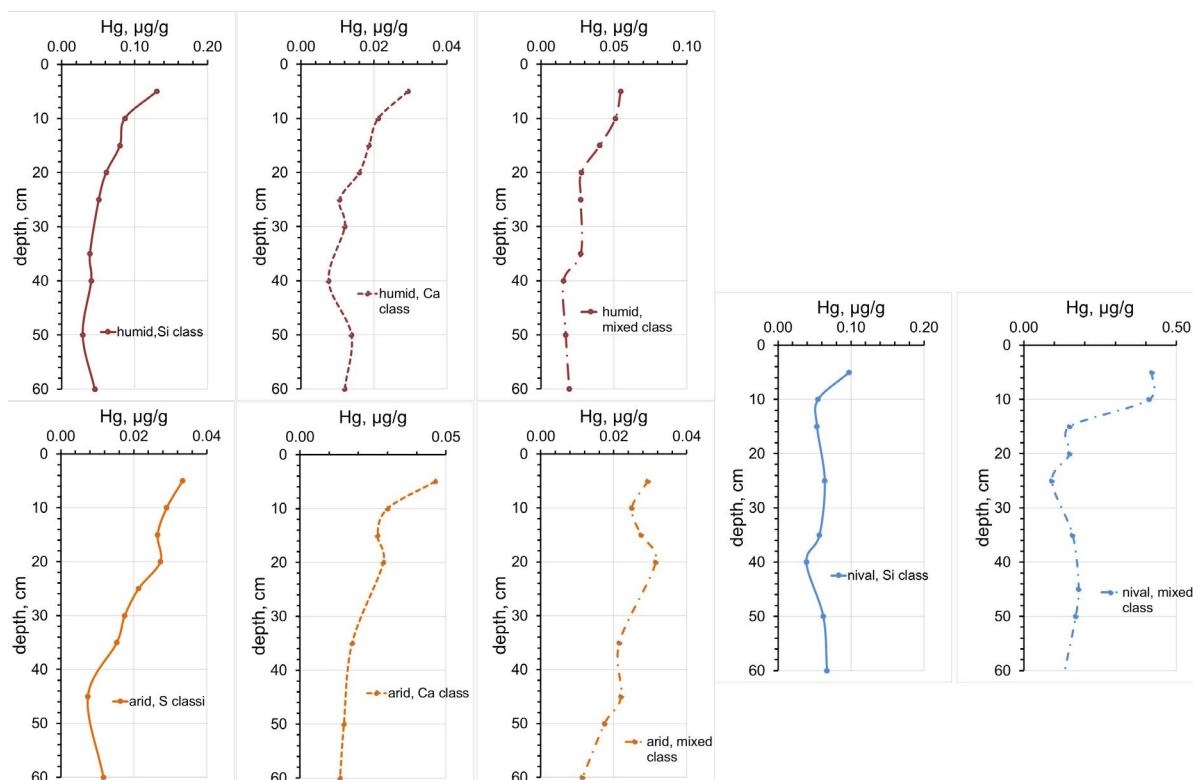 Hg, µg/g
0.00 0.10 0.20
0
10
20
30
40
50
60
depth, cm
humid,Si class
Hg, µg/g
0.00 0.02 0.04
0
10
20
30
40
50
60
depth, cm
humid, Ca
class
Hg, µg/g
0.00 0.05 0.10
0
10
20
30
40
50
60
depth, cm
humid,
mixed class
Hg, µg/g
0.00 0.10 0.20
0
10
20
30
40
50
60
depth, cm
nival, Si class
Hg, µg/g
0.00 0.50
0
10
20
30
40
50
60
depth, cm
nival, mixed
class
Hg, µg/g
0.00 0.02 0.04
0
10
20
30
40
50
60
depth, cm
arid, S classi
Hg, µg/g
0.00 0.05
0
10
20
30
40
50
60
depth, cm
arid, Ca class
Hg, µg/g
0.00 0.02 0.04
0
10
20
30
40
50
60
depth, cm
arid, mixed
class